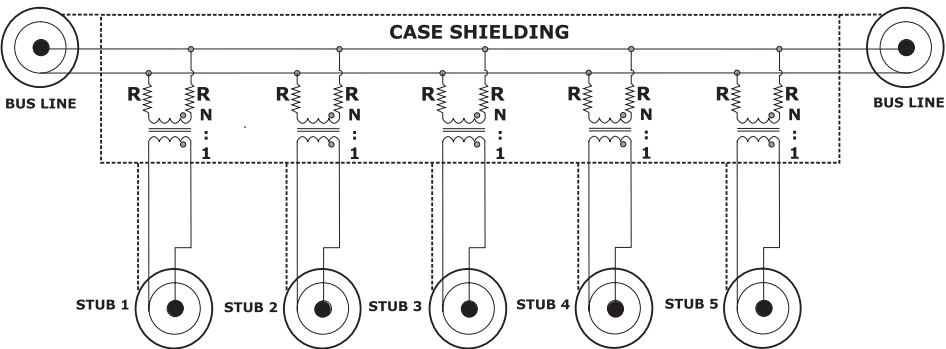 CASE SHIELDING
BUS LINE
BUS LINE
R R R R R R R R R R
N N N N N
: : : : :
1 1 1 1 1
STUB 1 STUB 2 STUB 3 STUB 4 STUB 5